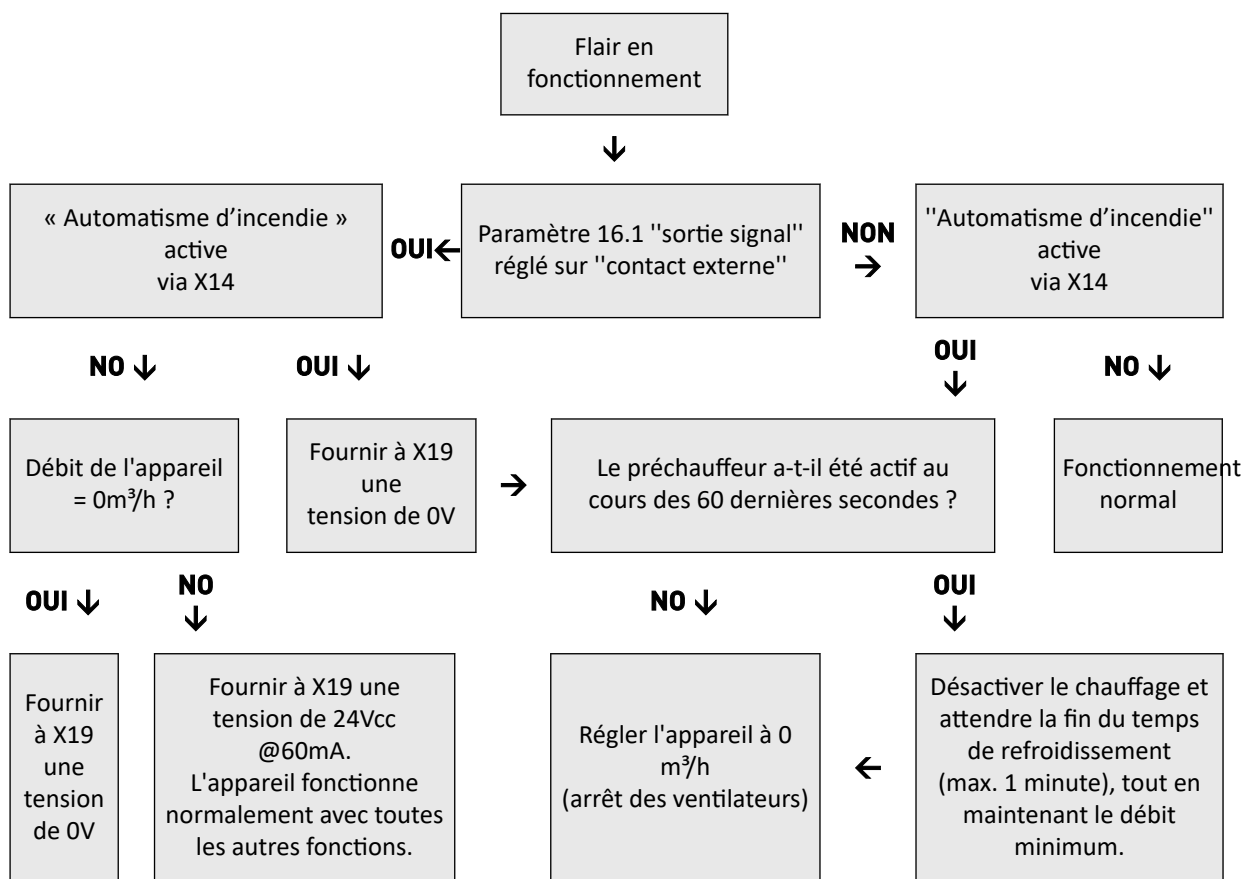 Flair en
fonctionnement
« Automatisme d’incendie »
active
via X14
OUI
Paramètre 16.1 ''sortie signal''
réglé sur ''contact externe''
NON
''Automatisme d’incendie''
active
via X14
NO
OUI
OUI
NO
Débit de l'appareil
= 0m³/h ?
Fournir à X19
une
tension de 0V
Le préchauffeur a-t-il été actif au
cours des 60 dernières secondes ?
Fonctionnement
normal
OUI
NO
NO
OUI
Fournir
à X19
une
tension
de 0V
Fournir à X19 une
tension de 24Vcc
@60mA.
L'appareil fonctionne
normalement avec toutes
les autres fonctions.
Régler l'appareil à 0
m³/h
(arrêt des ventilateurs)
Désactiver le chauffage et
attendre la fin du temps
de refroidissement
(max. 1 minute), tout en
maintenant le débit
minimum.